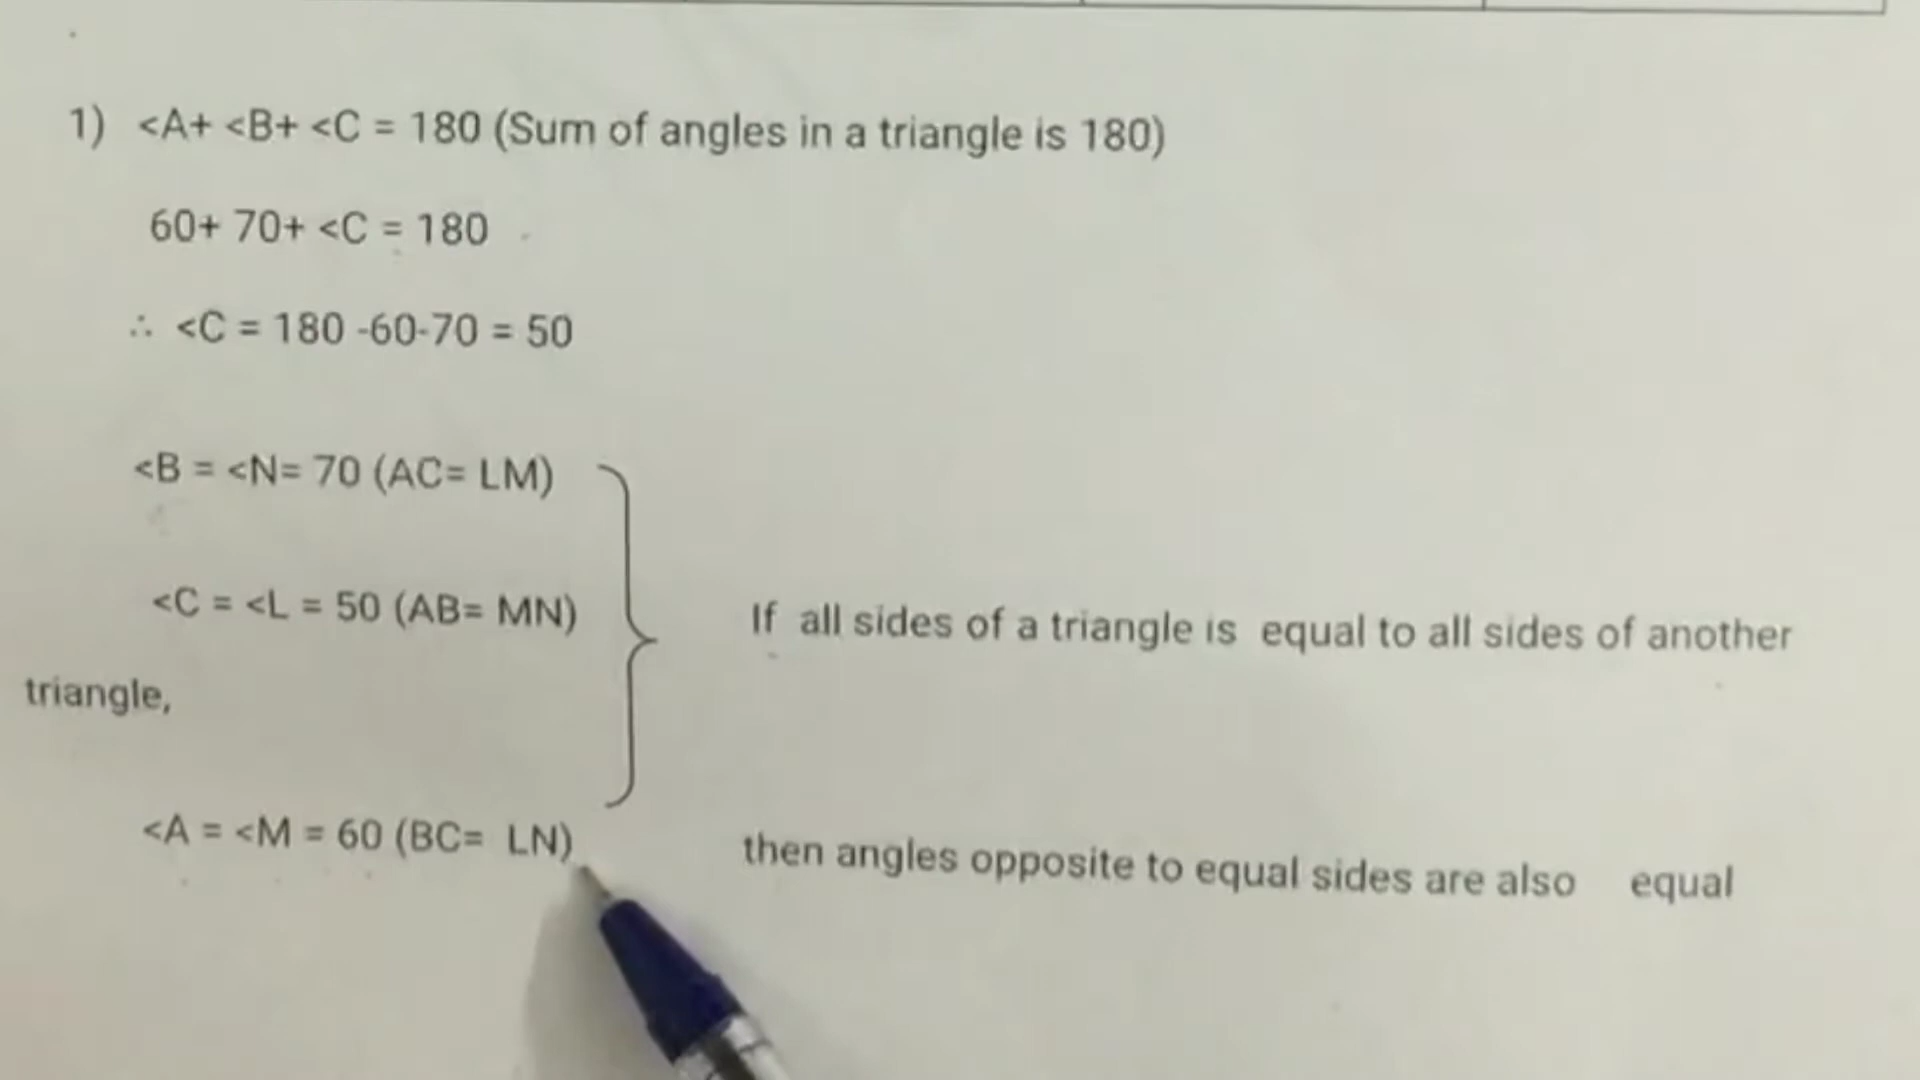 1) <A+ <B+ <C = 180 (Sum of angles in a triangle is 180)
60+ 70+ <C = 180
∴ <C = 180 -60-70 = 50
<B = <N= 70 (AC= LM)
<C = <L = 50 (AB= MN) If all sides of a triangle is equal to all sides of another
triangle,
<A = <M = 60 (BC= LN) then angles opposite to equal sides are also equal